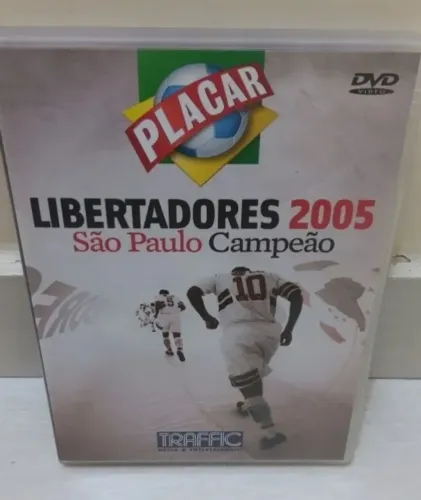 PLACAR
DVD
VIDEO
LIBERTADORES 2005
São Paulo Campeão
5
10
TRAFFIC